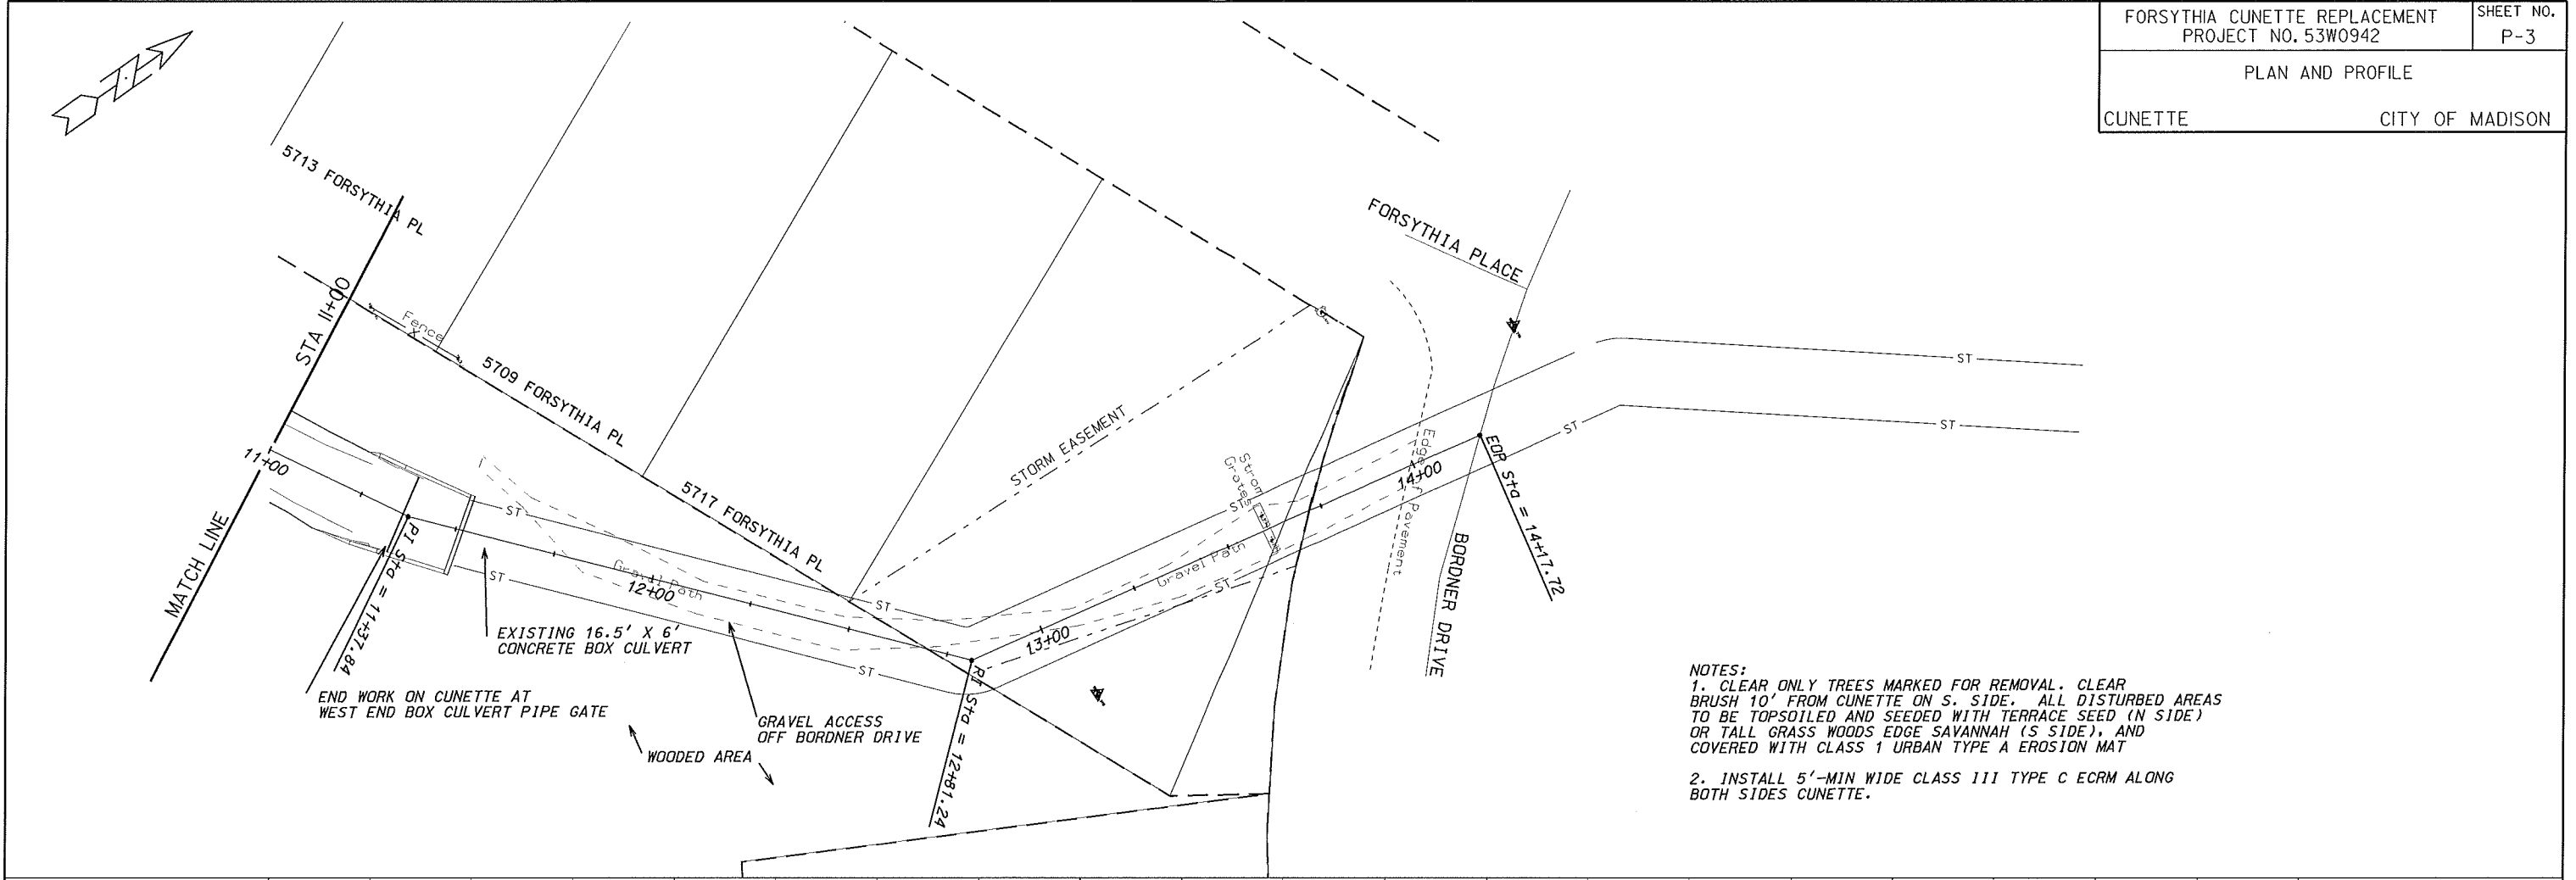 FORSYTHIA CUNETTE REPLACEMENT
PROJECT NO. 53W0942
SHEET NO.
P-3
PLAN AND PROFILE
CUNETTE
CITY OF MADISON
5713 FORSYTHIA PL
STA 11+00
MATCH LINE
11+00
Fence
X
5709 FORSYTHIA PL
5717 FORSYTHIA PL
STORM EASEMENT
FORSYTHIA PLACE
BORDNER DRIVE
Edge of Pavement
Strom
Grates
Gravel Path
Gravel Path
12+00
13+00
14+00
ST
ST
ST
ST
ST
ST
ST
ST
ST
PI Sta = 11+37.84
PI Sta = 12+81.24
EOP Sta = 14+17.72
EXISTING 16.5' X 6'
CONCRETE BOX CULVERT
END WORK ON CUNETTE AT
WEST END BOX CULVERT PIPE GATE
WOODED AREA
GRAVEL ACCESS
OFF BORDNER DRIVE
NOTES:
1. CLEAR ONLY TREES MARKED FOR REMOVAL. CLEAR
BRUSH 10' FROM CUNETTE ON S. SIDE. ALL DISTURBED AREAS
TO BE TOPSOILED AND SEEDED WITH TERRACE SEED (N SIDE)
OR TALL GRASS WOODS EDGE SAVANNAH (S SIDE), AND
COVERED WITH CLASS 1 URBAN TYPE A EROSION MAT
2. INSTALL 5'-MIN WIDE CLASS III TYPE C ECRM ALONG
BOTH SIDES CUNETTE.